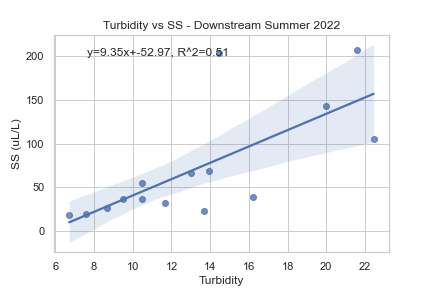 Turbidity vs SS - Downstream Summer 2022
y=9.35x+-52.97, R^2=0.51
200
150
100
50
0
SS (uL/L)
6 8 10 12 14 16 18 20 22
Turbidity